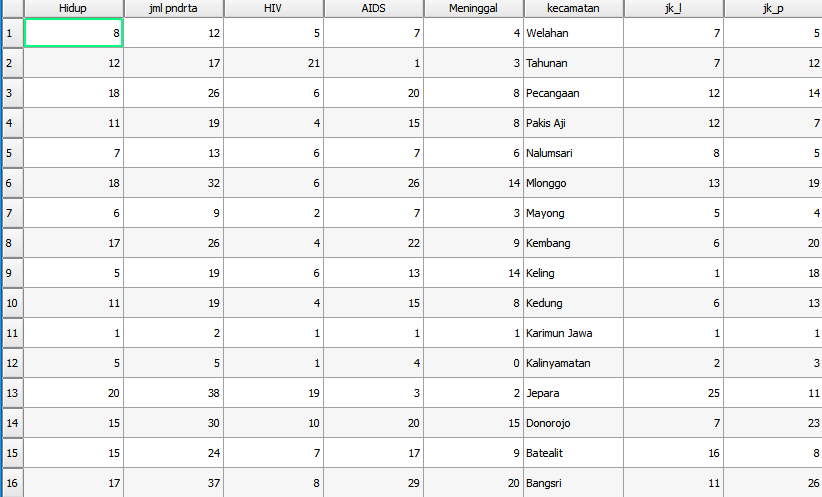 Hidup jml pndrta HIV AIDS Meninggal kecamatan jk_l jk_p
1 8 12 5 7 4 Welahan 7 5
2 12 17 21 1 3 Tahunan 7 12
3 18 26 6 20 8 Pecangaan 12 14
4 11 19 4 15 8 Pakis Aji 12 7
5 7 13 6 7 6 Nalumsari 8 5
6 18 32 6 26 14 Mlonggo 13 19
7 6 9 2 7 3 Mayong 5 4
8 17 26 4 22 9 Kembang 6 20
9 5 19 6 13 14 Keling 1 18
10 11 19 4 15 8 Kedung 6 13
11 1 2 1 1 1 Karimun Jawa 1 1
12 5 5 1 4 0 Kalinyamatan 2 3
13 20 38 19 3 2 Jepara 25 11
14 15 30 10 20 15 Donorojo 7 23
15 15 24 7 17 9 Batealit 16 8
16 17 37 8 29 20 Bangsri 11 26